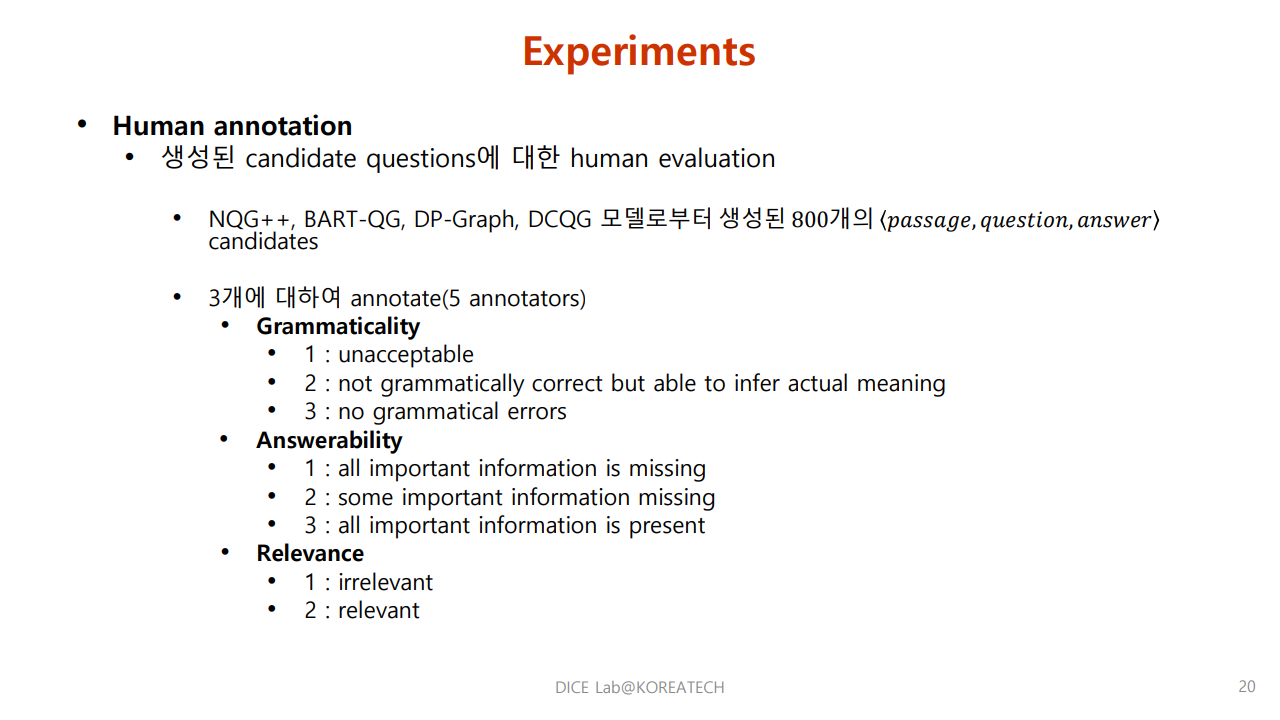 Experiments
• Human annotation
• 생성된 candidate questions에 대한 human evaluation
• NQG++, BART-QG, DP-Graph, DCQG 모델로부터 생성된 800개의 ⟨passage, question, answer⟩
candidates
• 3개에 대하여 annotate(5 annotators)
• Grammaticality
• 1 : unacceptable
• 2 : not grammatically correct but able to infer actual meaning
• 3 : no grammatical errors
• Answerability
• 1 : all important information is missing
• 2 : some important information missing
• 3 : all important information is present
• Relevance
• 1 : irrelevant
• 2 : relevant
DICE Lab@KOREATECH
20